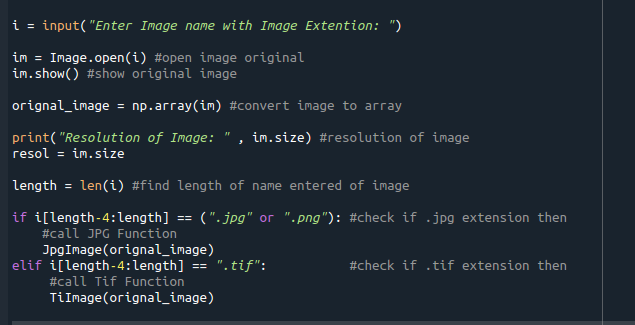 i = input("Enter Image name with Image Extention: ")
im = Image.open(i) #open image original
im.show() #show original image
orignal_image = np.array(im) #convert image to array
print("Resolution of Image: " , im.size) #resolution of image
resol = im.size
length = len(i) #find length of name entered of image
if i[length-4:length] == (".jpg" or ".png"): #check if .jpg extension then
    #call JPG Function
    JpgImage(orignal_image)
elif i[length-4:length] == ".tif":           #check if .tif extension then
     #call Tif Function
     TiImage(orignal_image)